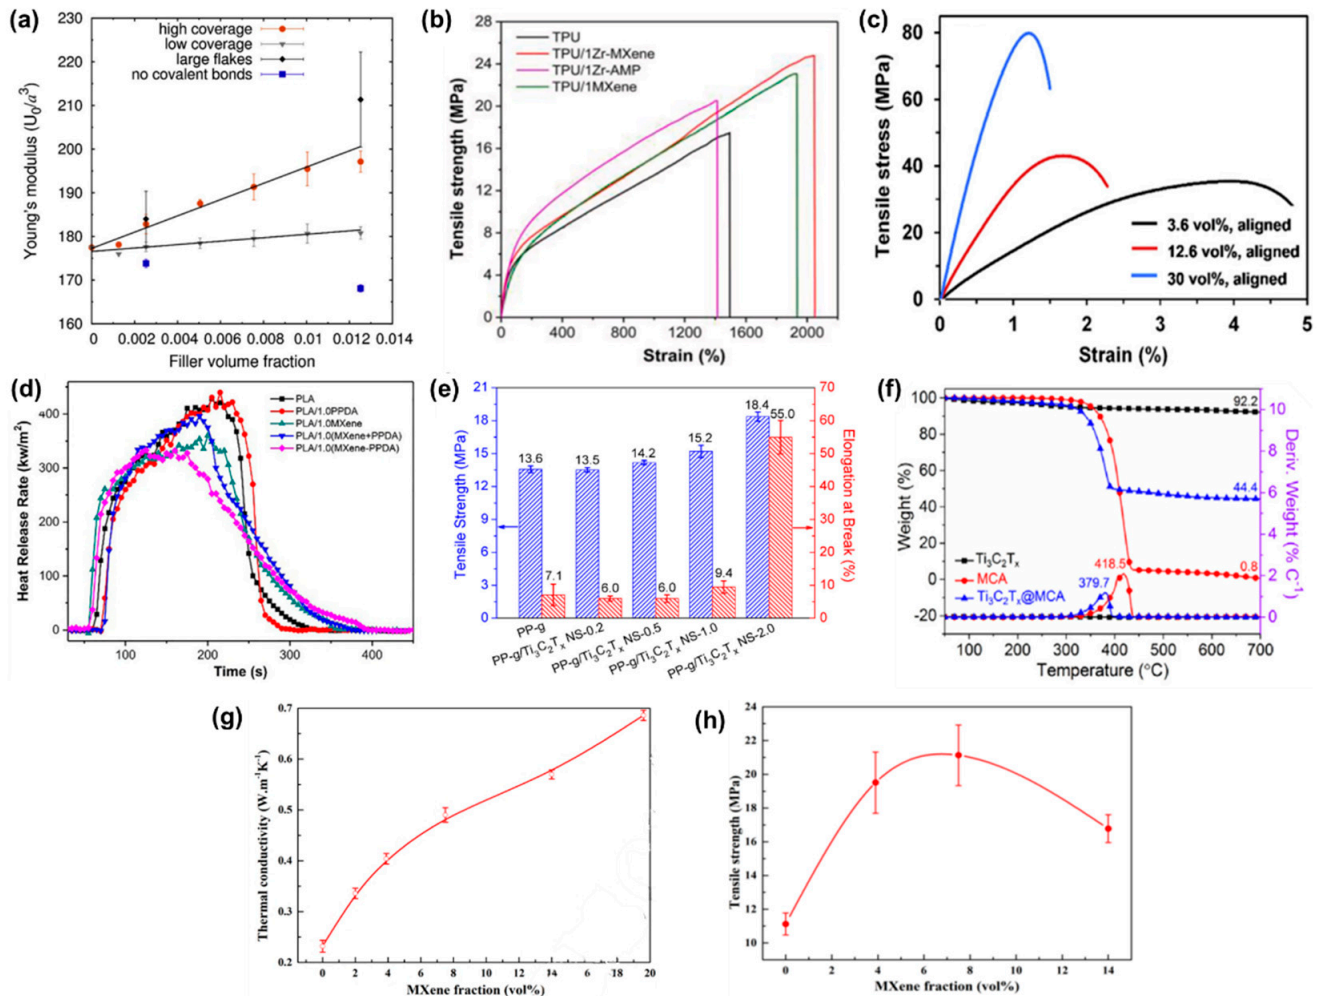 (a)
230
220
210
200
190
180
170
160
Young's modulus (U₀/a³)
high coverage
low coverage
large flakes
no covalent bonds
0 0.002 0.004 0.006 0.008 0.01 0.012 0.014
Filler volume fraction
(b)
28
24
20
16
12
8
4
0
Tensile strength (MPa)
TPU
TPU/1Zr-MXene
TPU/1Zr-AMP
TPU/1MXene
0 400 800 1200 1600 2000
Strain (%)
(c)
80
60
40
20
0
Tensile stress (MPa)
3.6 vol%, aligned
12.6 vol%, aligned
30 vol%, aligned
0 1 2 3 4 5
Strain (%)
(d)
400
300
200
100
0
Heat Release Rate (kw/m²)
PLA
PLA/1.0PPDA
PLA/1.0MXene
PLA/1.0(MXene+PPDA)
PLA/1.0(MXene-PPDA)
100 200 300 400
Time (s)
(e)
21
18
15
12
9
6
3
0
Tensile Strength (MPa)
13.6
7.1
13.5
6.0
14.2
6.0
15.2
9.4
18.4
55.0
70
60
50
40
30
20
10
0
Elongation at Break (%)
PP-g
PP-g/Ti₃C₂Tₓ NS-0.2
PP-g/Ti₃C₂Tₓ NS-0.5
PP-g/Ti₃C₂Tₓ NS-1.0
PP-g/Ti₃C₂Tₓ NS-2.0
(f)
100
80
60
40
20
0
-20
Weight (%)
92.2
44.4
0.8
418.5
379.7
Ti₃C₂Tₓ
MCA
Ti₃C₂Tₓ@MCA
10
8
6
4
2
0
Deriv. Weight (% C⁻¹)
100 200 300 400 500 600 700
Temperature (°C)
(g)
0.7
0.6
0.5
0.4
0.3
0.2
Thermal conductivity (W.m⁻¹K⁻¹)
0 2 4 6 8 10 12 14 16 18 20
MXene fraction (vol%)
(h)
24
22
20
18
16
14
12
10
Tensile strength (MPa)
0 2 4 6 8 10 12 14
MXene fraction (vol%)